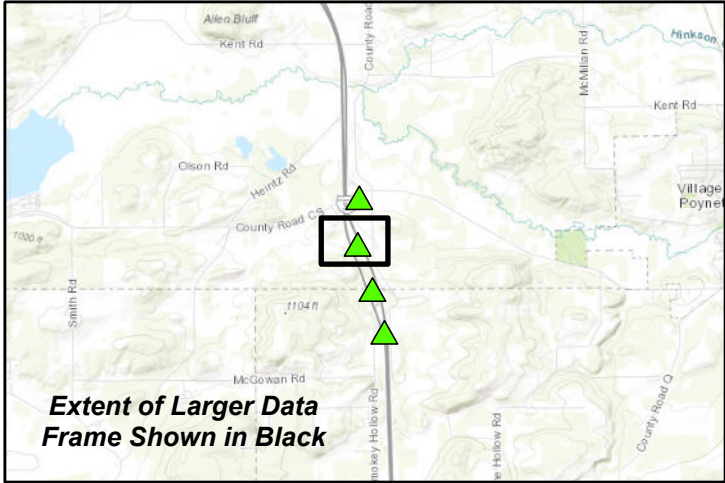 Allen Bluff
Kent Rd
County Road
McMillan Rd
Hinkson
Kent Rd
Olson Rd
Heintz Rd
Village
Poynet
County Road CS
1000 ft
Smith Rd
1104 ft
McGowan Rd
mokey Hollow Rd
e Hollow Rd
County Road Q
Extent of Larger Data
Frame Shown in Black